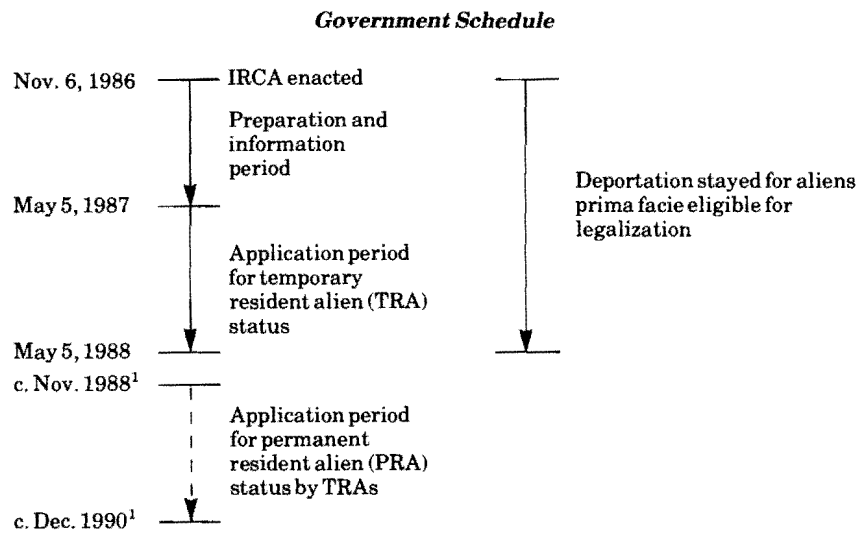 Government Schedule
Nov. 6, 1986
IRCA enacted
Preparation and
information
period
May 5, 1987
Application period
for temporary
resident alien (TRA)
status
May 5, 1988
c. Nov. 1988¹
Application period
for permanent
resident alien (PRA)
status by TRAs
c. Dec. 1990¹
Deportation stayed for aliens
prima facie eligible for
legalization